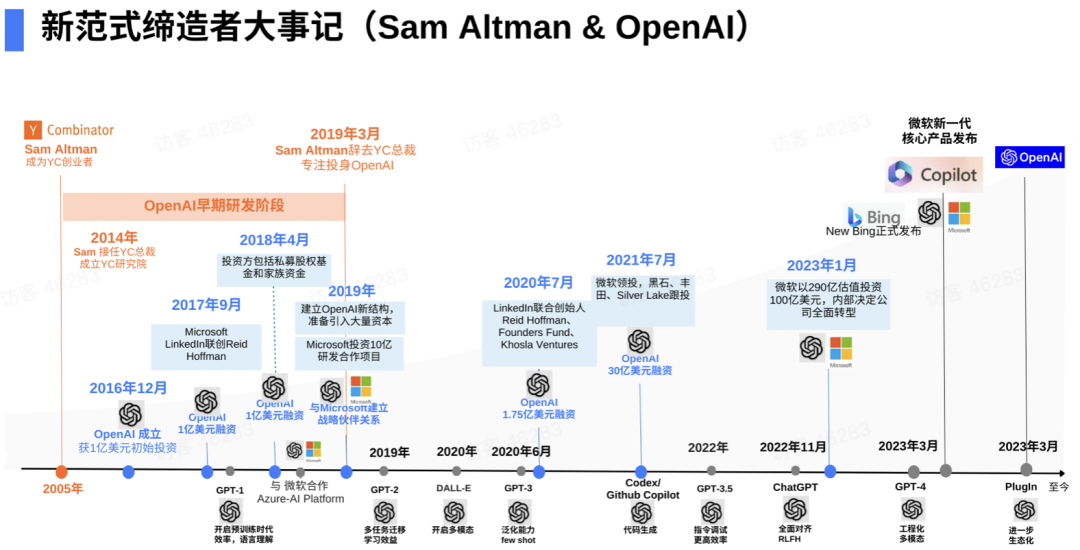 新范式缔造者大事记（Sam Altman & OpenAI）
访客 46283
访客 46283
访客 46283
Y Combinator
Sam Altman
成为YC创业者
2019年3月
Sam Altman辞去YC总裁
专注投身OpenAI
微软新一代
核心产品发布
Copilot
OpenAI
OpenAI早期研发阶段
Bing
New Bing正式发布
Microsoft
2014年
Sam 接任YC总裁
成立YC研究院
2018年4月
投资方包括私募股权基
金和家族资金
2017年9月
Microsoft
LinkedIn联创Reid
Hoffman
2019年
建立OpenAI新结构，
准备引入大量资本
Microsoft投资10亿
研发合作项目
2020年7月
LinkedIn联合创始人
Reid Hoffman,
Founders Fund,
Khosla Ventures
2021年7月
微软领投，黑石、丰
田、Silver Lake跟投
2023年1月
微软以290亿估值投资
100亿美元，内部决定公
司全面转型
Microsoft
2016年12月
OpenAI 成立
获1亿美元初始投资
OpenAI
1亿美元融资
OpenAI
1亿美元融资
Microsoft
与Microsoft建立
战略伙伴关系
OpenAI
1.75亿美元融资
OpenAI
30亿美元融资
2005年
2019年
2020年
2020年6月
2022年
2022年11月
2023年3月
2023年3月
GPT-1
开启预训练时代
效率，语言理解
与 微软合作
Azure-AI Platform
GPT-2
多任务迁移
学习效益
DALL-E
开启多模态
GPT-3
泛化能力
few shot
Codex/
Github Copilot
代码生成
GPT-3.5
指令调试
更高效率
ChatGPT
全面对齐
RLFH
GPT-4
工程化
多模态
PlugIn
进一步
生态化
至今